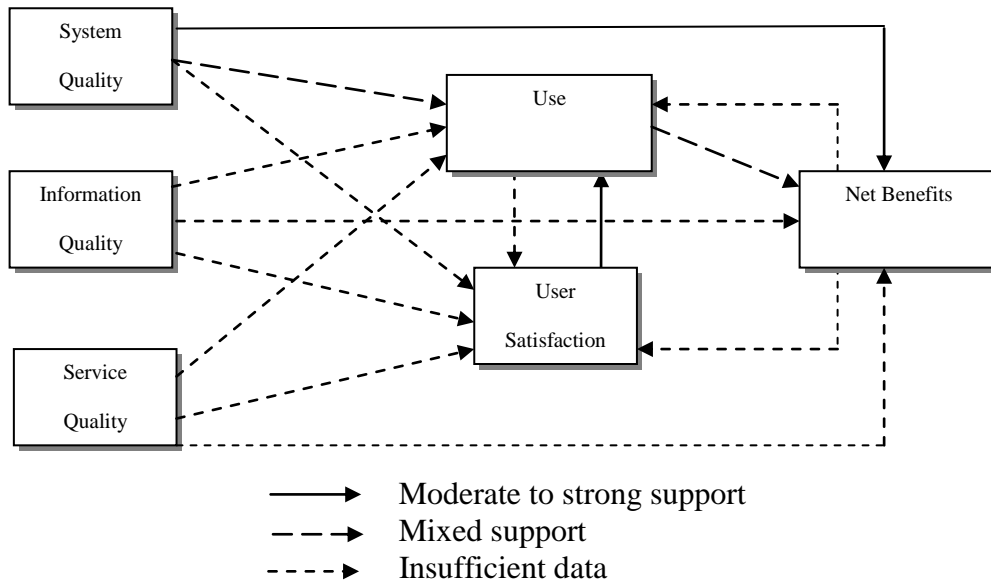 System
Quality
Use
Information
Quality
Net Benefits
User
Satisfaction
Service
Quality
Moderate to strong support
Mixed support
Insufficient data